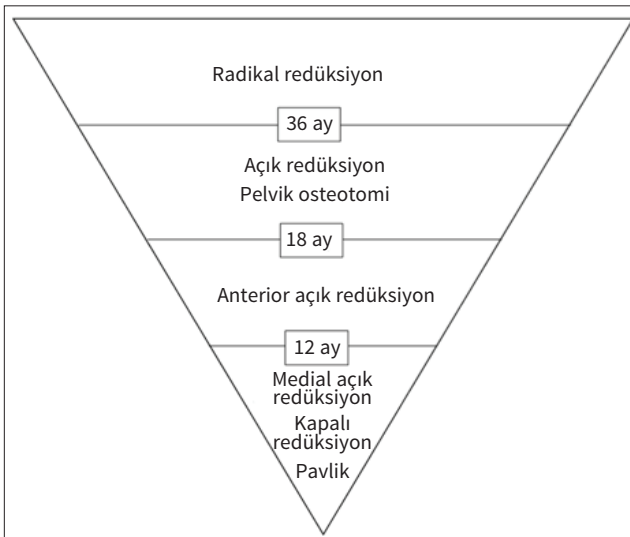 Radikal redüksiyon
36 ay
Açık redüksiyon
Pelvik osteotomi
18 ay
Anterior açık redüksiyon
12 ay
Medial açık
redüksiyon
Kapalı
redüksiyon
Pavlik